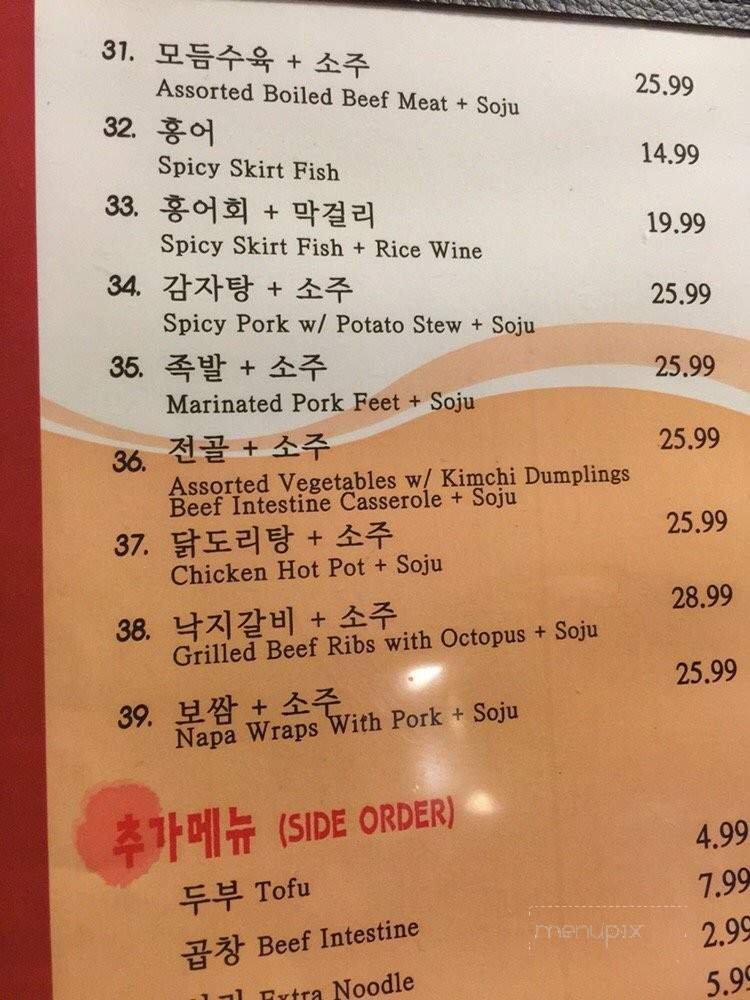 31. 모듬수육 + 소주 25.99
Assorted Boiled Beef Meat + Soju
32. 홍어 14.99
Spicy Skirt Fish
33. 홍어회 + 막걸리 19.99
Spicy Skirt Fish + Rice Wine
34. 감자탕 + 소주 25.99
Spicy Pork w/ Potato Stew + Soju
35. 족발 + 소주 25.99
Marinated Pork Feet + Soju
36. 전골 + 소주 25.99
Assorted Vegetables w/ Kimchi Dumplings
Beef Intestine Casserole + Soju
37. 닭도리탕 + 소주 25.99
Chicken Hot Pot + Soju
38. 낙지갈비 + 소주 28.99
Grilled Beef Ribs with Octopus + Soju
39. 보쌈 + 소주 25.99
Napa Wraps With Pork + Soju
추가메뉴 (SIDE ORDER)
두부 Tofu 4.99
곱창 Beef Intestine 7.99
Extra Noodle 2.99
5.99
menupix